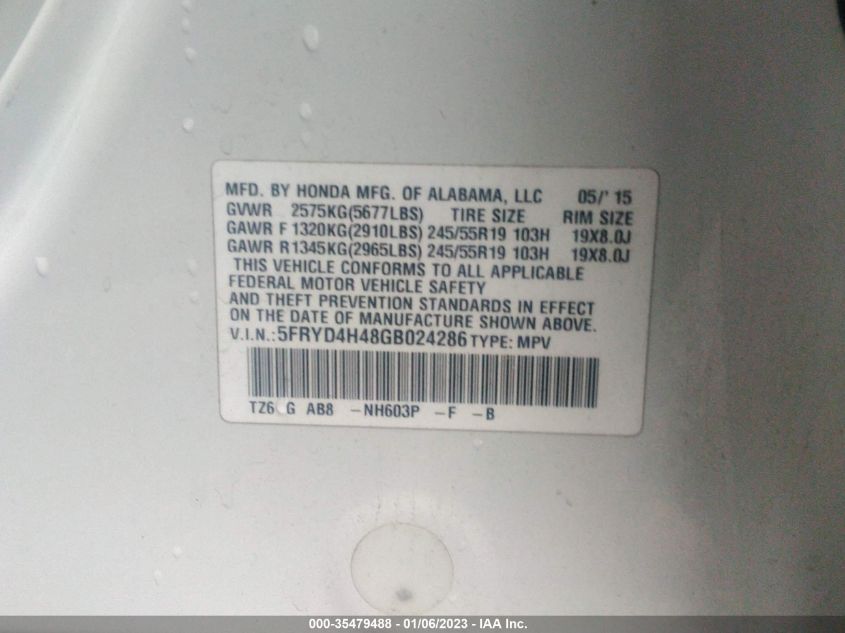 MFD. BY HONDA MFG. OF ALABAMA, LLC 05/' 15
GVWR 2575KG(5677LBS) TIRE SIZE RIM SIZE
GAWR F 1320KG(2910LBS) 245/55R19 103H 19X8.0J
GAWR R 1345KG(2965LBS) 245/55R19 103H 19X8.0J
THIS VEHICLE CONFORMS TO ALL APPLICABLE
FEDERAL MOTOR VEHICLE SAFETY
AND THEFT PREVENTION STANDARDS IN EFFECT
ON THE DATE OF MANUFACTURE SHOWN ABOVE.
V.I.N.: 5FRYD4H48GB024286 TYPE: MPV
TZ6 G AB8 -NH603P -F -B
000-35479488 - 01/06/2023 - IAA Inc.